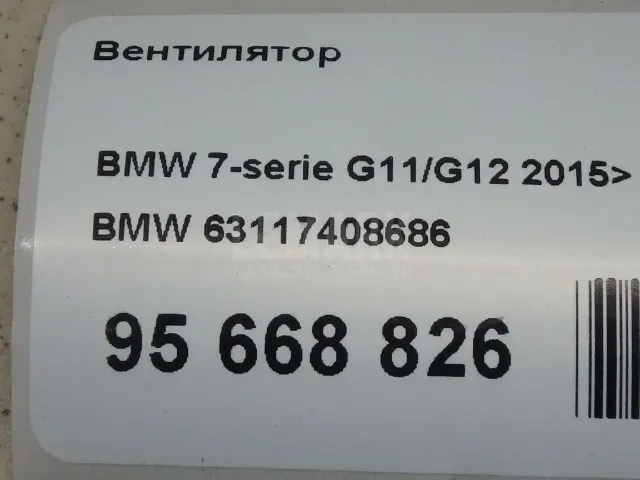 Вентилятор
BMW 7-serie G11/G12 2015>
BMW 63117408686
95 668 826